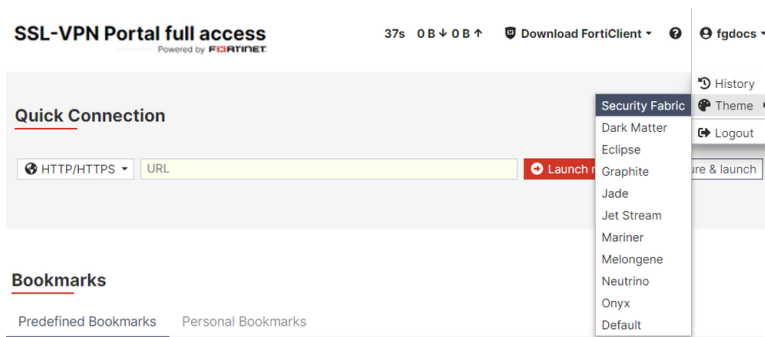 SSL-VPN Portal full access
Powered by FORTINET
37s 0 B 0 B Download FortiClient fgdocs
History
Theme
Logout
Quick Connection
Security Fabric
Dark Matter
Eclipse
Graphite
Jade
Jet Stream
Mariner
Melongene
Neutrino
Onyx
Default
HTTP/HTTPS URL Launch & launch
Bookmarks
Predefined Bookmarks Personal Bookmarks